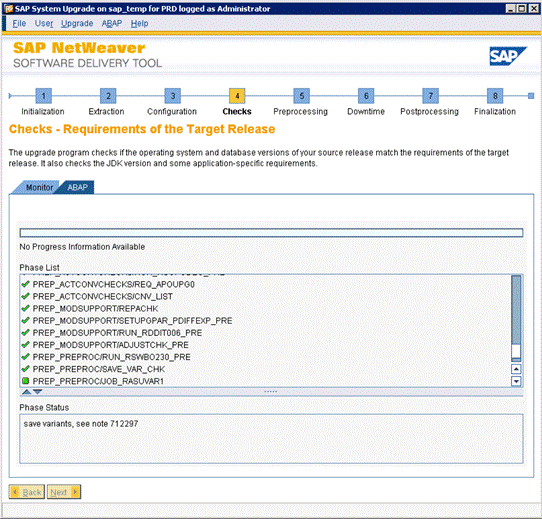 SAP System Upgrade on sap_temp for PRD logged as Administrator
File User Upgrade ABAP Help
SAP NetWeaver
SOFTWARE DELIVERY TOOL
SAP
1 2 3 4 5 6 7 8
Initialization Extraction Configuration Checks Preprocessing Downtime Postprocessing Finalization
Checks - Requirements of the Target Release
The upgrade program checks if the operating system and database versions of your source release match the requirements of the target
release. It also checks the JDK version and some application-specific requirements.
Monitor ABAP
No Progress Information Available
Phase List
PREP_ACTCONVCHECKS/REQ_APOUPG0
PREP_ACTCONVCHECKS/CNV_LIST
PREP_MODSUPPORT/REPACHK
PREP_MODSUPPORT/SETUPGPAR_PDIFFEXP_PRE
PREP_MODSUPPORT/RUN_RDDIT006_PRE
PREP_MODSUPPORT/ADJUSTCHK_PRE
PREP_PREPROC/RUN_RSWBO230_PRE
PREP_PREPROC/SAVE_VAR_CHK
PREP_PREPROC/JOB_RASUVAR1
Phase Status
save variants, see note 712297
Back Next